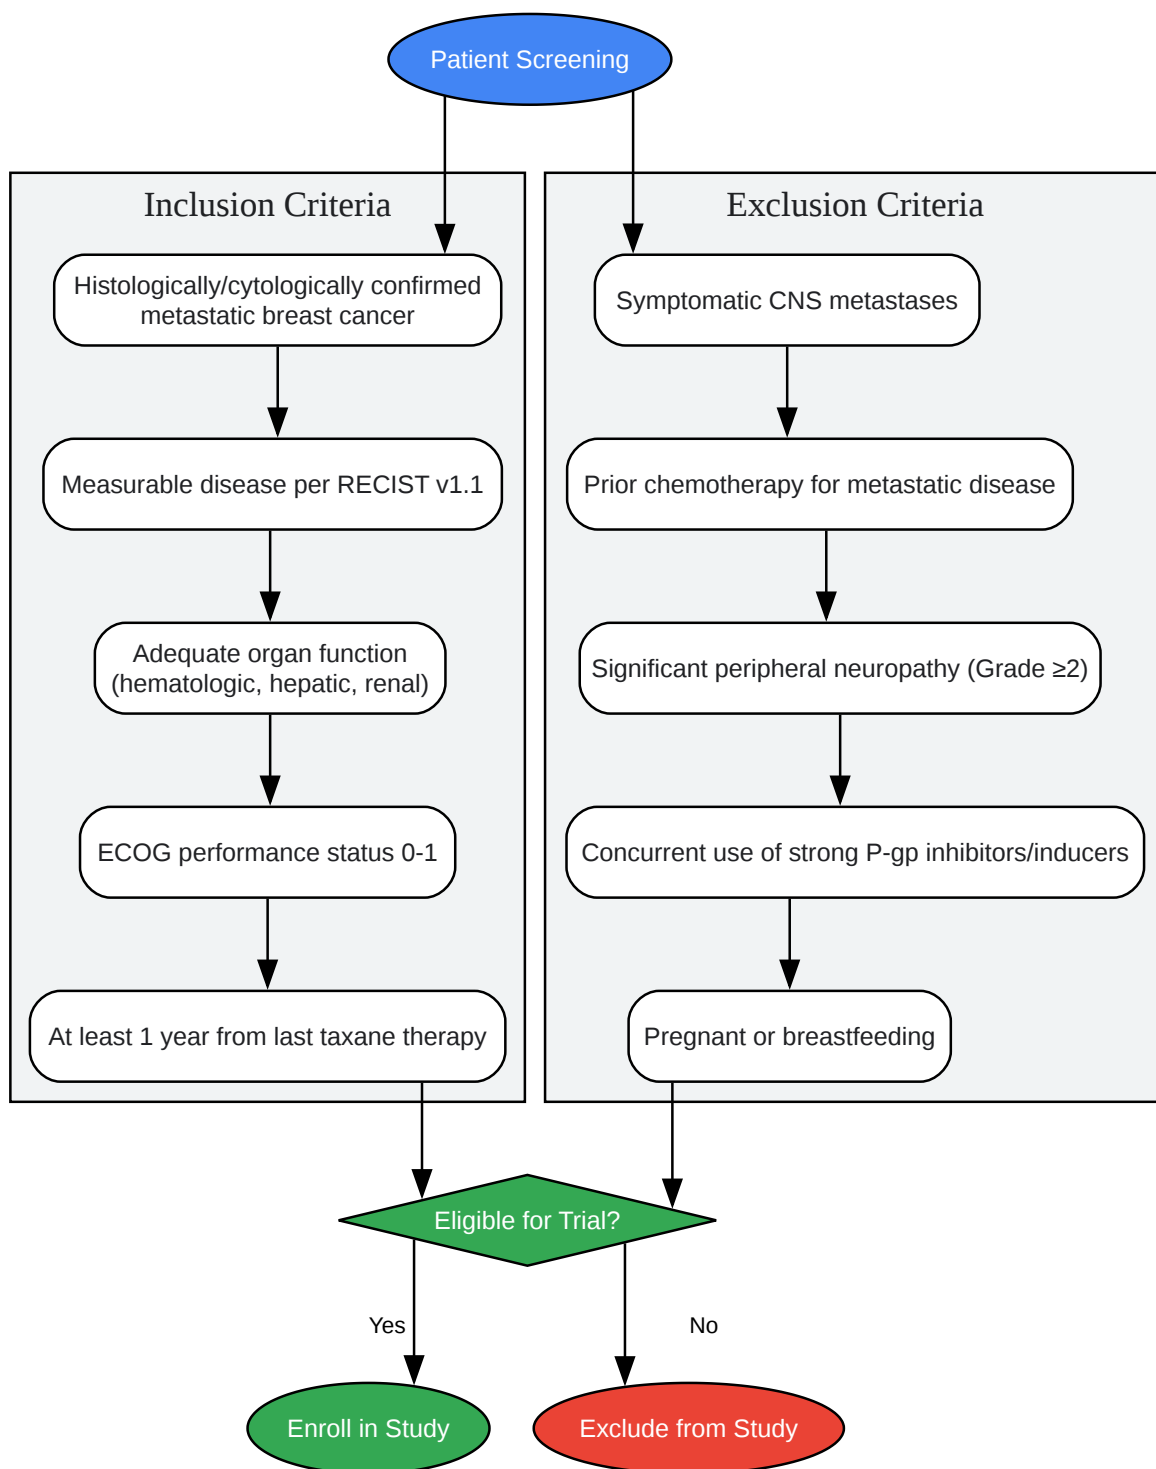 Patient Screening
Inclusion Criteria
Histologically/cytologically confirmed
metastatic breast cancer
Measurable disease per RECIST v1.1
Adequate organ function
(hematologic, hepatic, renal)
ECOG performance status 0-1
At least 1 year from last taxane therapy
Exclusion Criteria
Symptomatic CNS metastases
Prior chemotherapy for metastatic disease
Significant peripheral neuropathy (Grade ≥2)
Concurrent use of strong P-gp inhibitors/inducers
Pregnant or breastfeeding
Eligible for Trial?
Yes
No
Enroll in Study
Exclude from Study